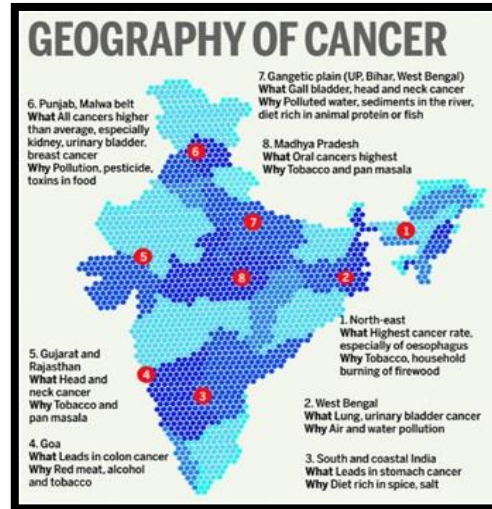 GEOGRAPHY OF CANCER
7. Gangetic plain (UP, Bihar, West Bengal)
What Gall bladder, head and neck cancer
Why Polluted water, sediments in the river,
diet rich in animal protein or fish
6. Punjab, Malwa belt
What All cancers higher
than average, especially
kidney, urinary bladder,
breast cancer
Why Pollution, pesticide,
toxins in food
8. Madhya Pradesh
What Oral cancers highest
Why Tobacco and pan masala
6
7
1
5
8
2
4
3
1. North-east
What Highest cancer rate,
especially of oesophagus
Why Tobacco, household
burning of firewood
5. Gujarat and
Rajasthan
What Head and
neck cancer
Why Tobacco and
pan masala
2. West Bengal
What Lung, urinary bladder cancer
Why Air and water pollution
4. Goa
What Leads in colon cancer
Why Red meat, alcohol
and tobacco
3. South and coastal India
What Leads in stomach cancer
Why Diet rich in spice, salt